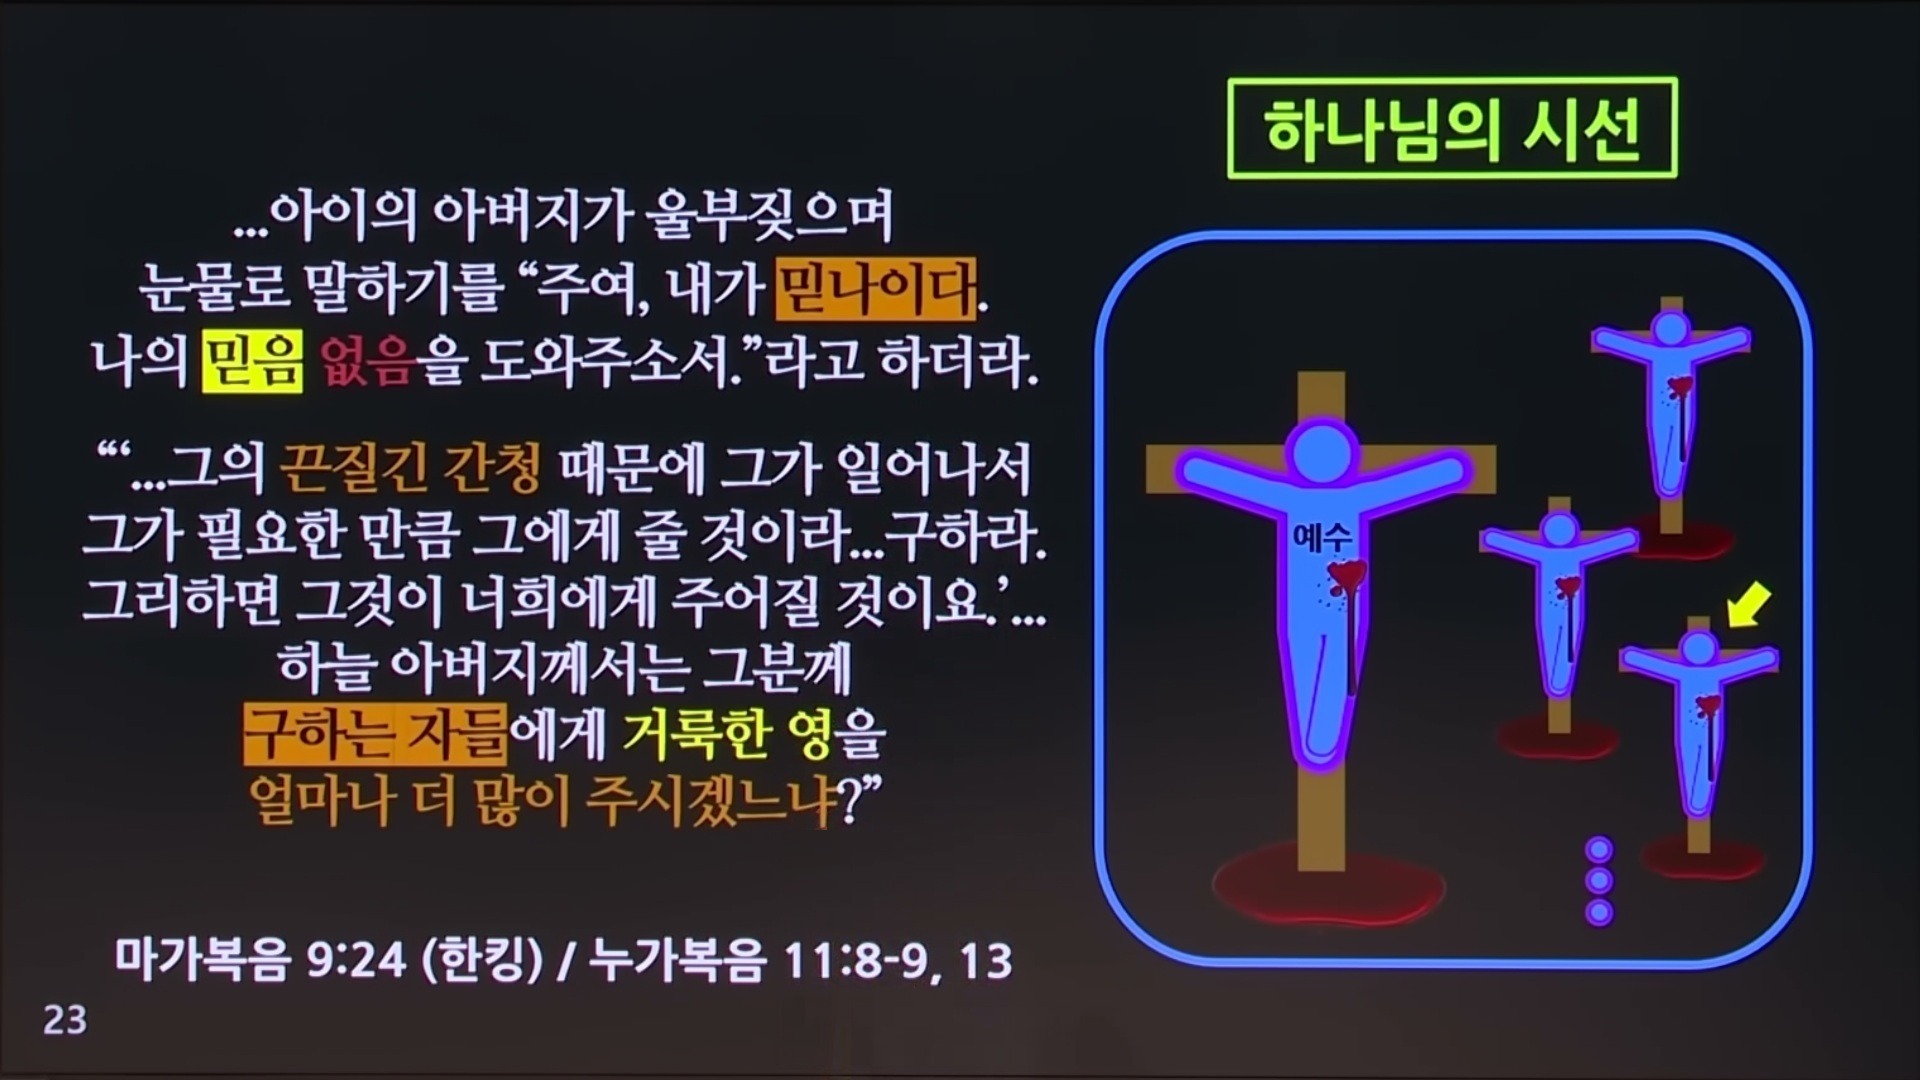 하나님의 시선
...아이의 아버지가 울부짖으며
눈물로 말하기를 “주여, 내가 믿나이다.
나의 믿음 없음을 도와주소서.”라고 하더라.
“‘...그의 끈질긴 간청 때문에 그가 일어나서
그가 필요한 만큼 그에게 줄 것이라...구하라.
그리하면 그것이 너희에게 주어질 것이요.’...
하늘 아버지께서는 그분께
구하는 자들에게 거룩한 영을
얼마나 더 많이 주시겠느냐?”
마가복음 9:24 (한킹) / 누가복음 11:8-9, 13
23
예수